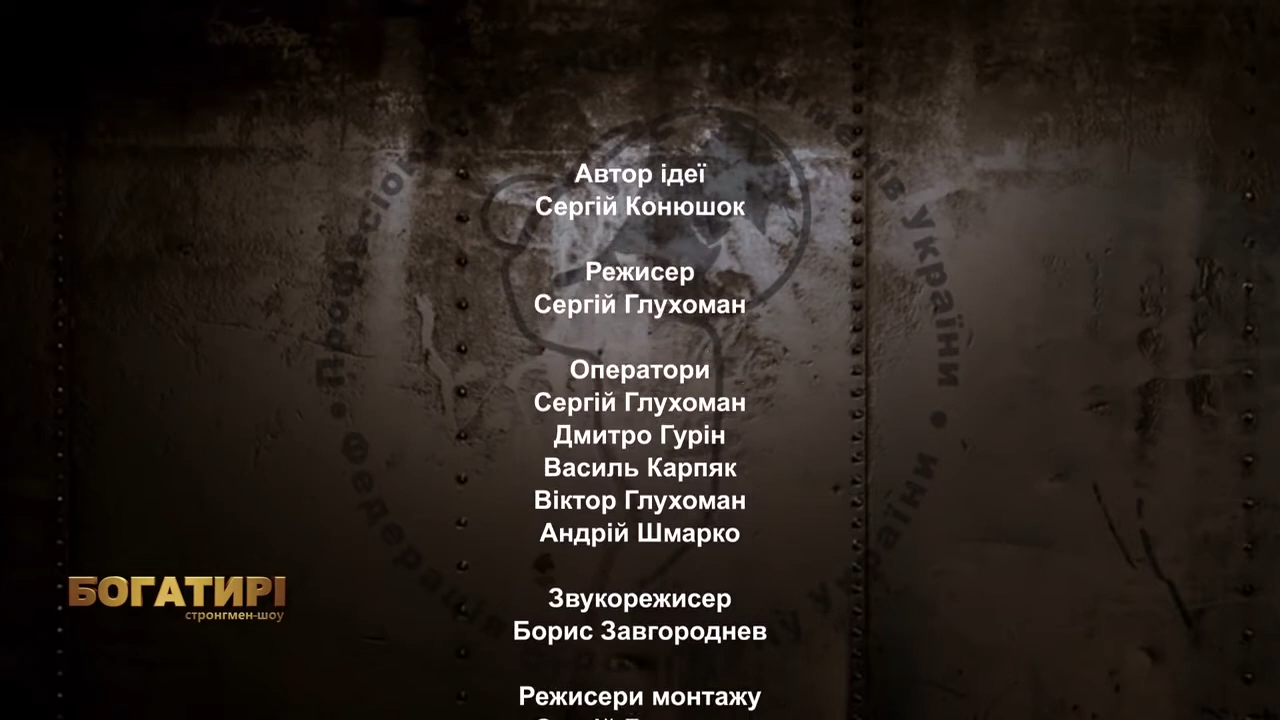 Автор ідеї
Сергій Конюшок
Режисер
Сергій Глухоман
Оператори
Сергій Глухоман
Дмитро Гурін
Василь Карпяк
Віктор Глухоман
Андрій Шмарко
БОГАТИРІ
стронгмен-шоу
Звукорежисер
Борис Завгороднев
Режисери монтажу